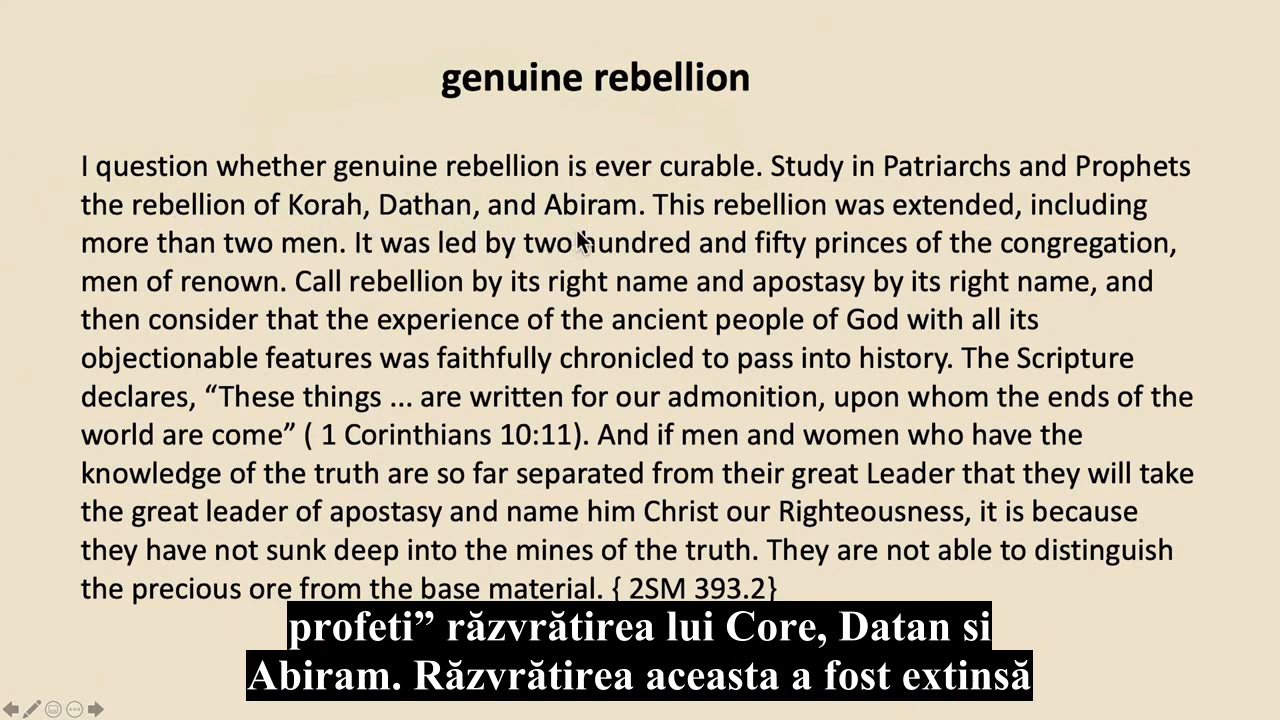 genuine rebellion
I question whether genuine rebellion is ever curable. Study in Patriarchs and Prophets
the rebellion of Korah, Dathan, and Abiram. This rebellion was extended, including
more than two men. It was led by two hundred and fifty princes of the congregation,
men of renown. Call rebellion by its right name and apostasy by its right name, and
then consider that the experience of the ancient people of God with all its
objectionable features was faithfully chronicled to pass into history. The Scripture
declares, “These things ... are written for our admonition, upon whom the ends of the
world are come” ( 1 Corinthians 10:11). And if men and women who have the
knowledge of the truth are so far separated from their great Leader that they will take
the great leader of apostasy and name him Christ our Righteousness, it is because
they have not sunk deep into the mines of the truth. They are not able to distinguish
the precious ore from the base material. { 2SM 393.2}
profeti” răzvrătirea lui Core, Datan si
Abiram. Răzvrătirea aceasta a fost extinsă